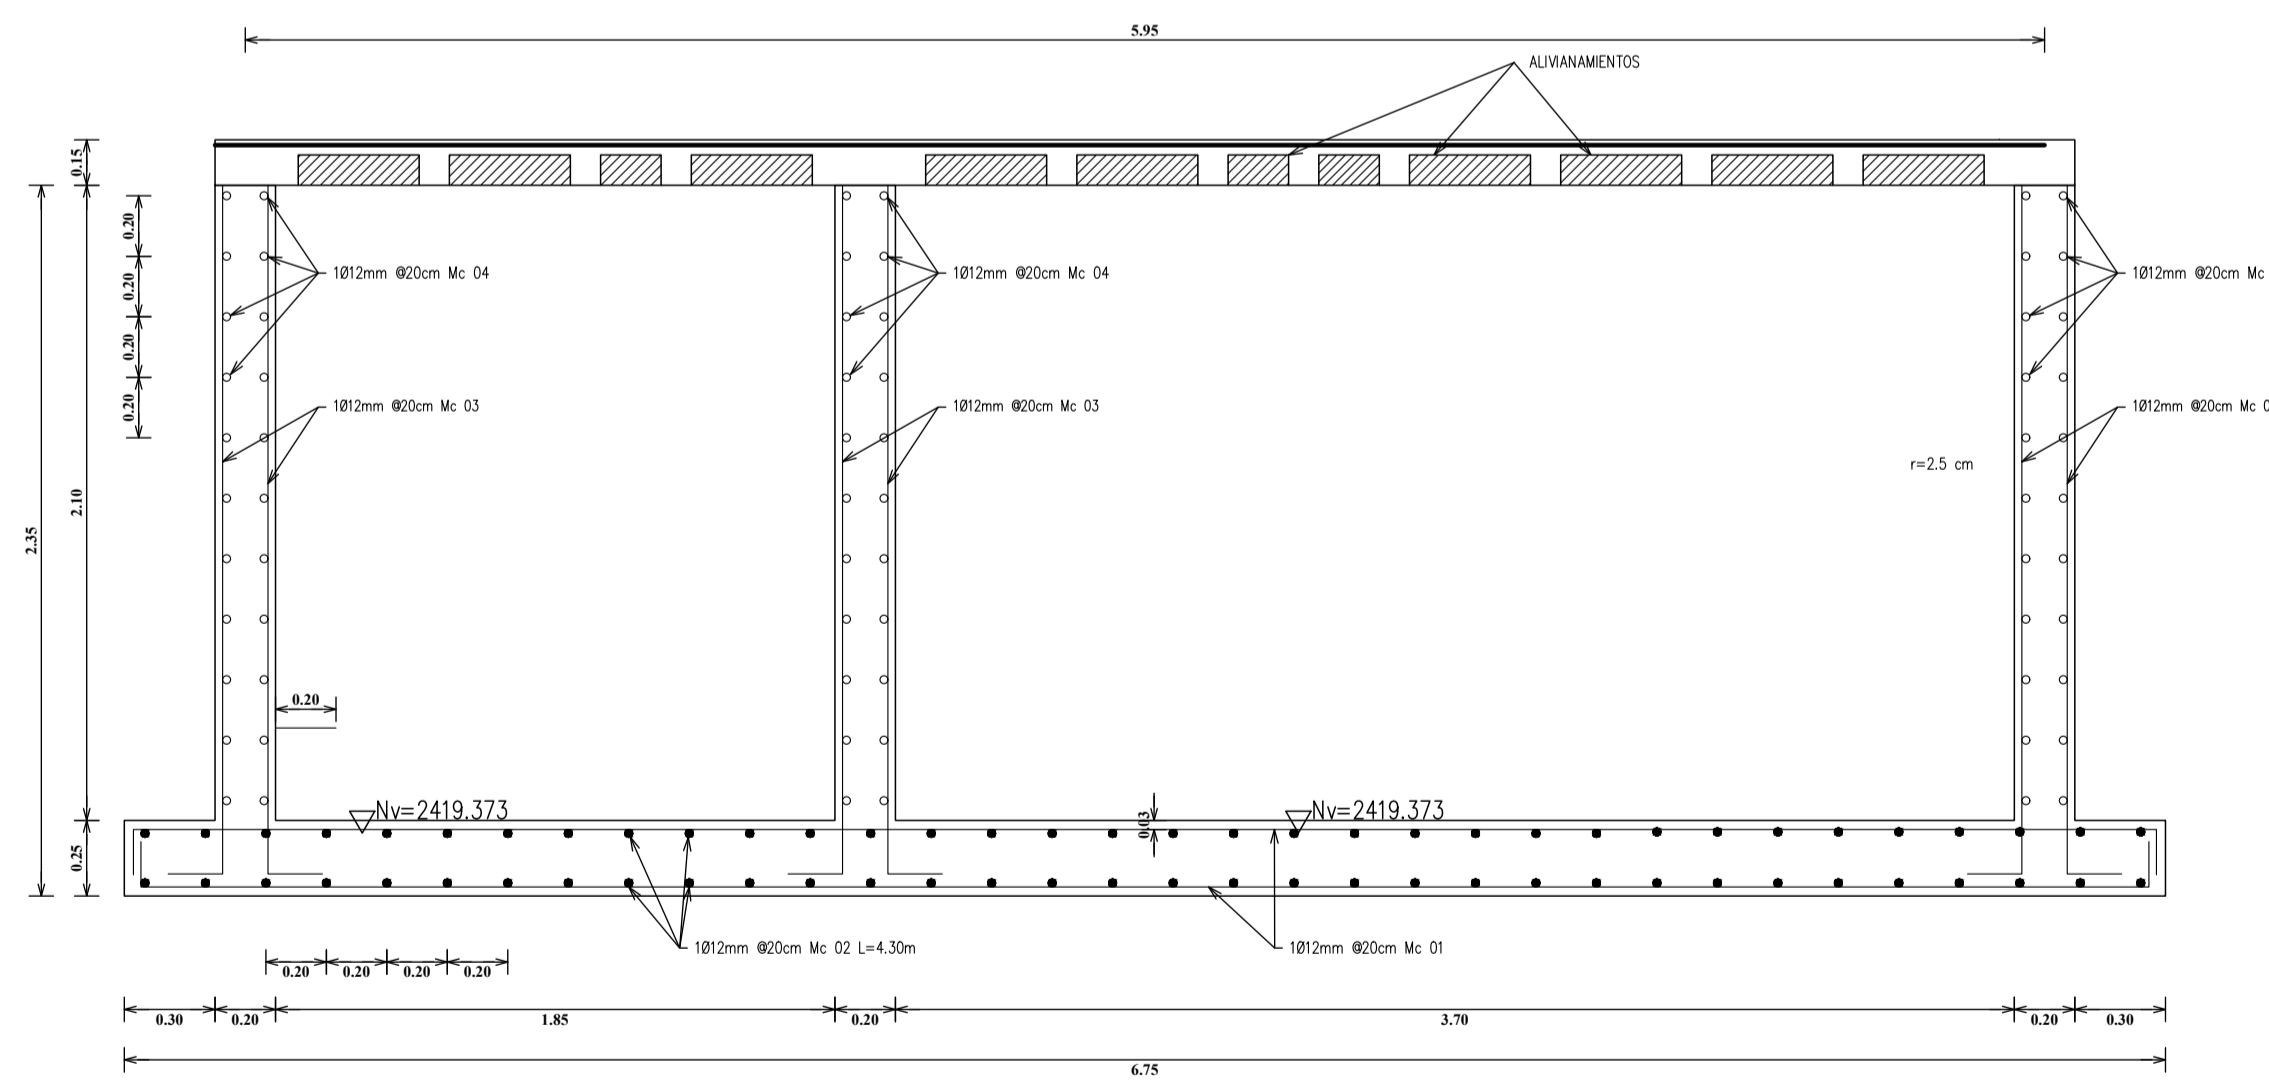 5.95
ALIVIANAMIENTOS
0.15
0.20
0.20
0.20
0.20
1Ø12mm @20cm Mc 04
1Ø12mm @20cm Mc 04
1Ø12mm @20cm Mc
1Ø12mm @20cm Mc 03
1Ø12mm @20cm Mc 03
1Ø12mm @20cm Mc 0
r=2.5 cm
2.10
2.35
0.20
Nv=2419.373
0.03
Nv=2419.373
0.25
1Ø12mm @20cm Mc 02 L=4.30m
1Ø12mm @20cm Mc 01
0.20
0.20
0.20
0.20
0.30
0.20
1.85
0.20
3.70
0.20
0.30
6.75